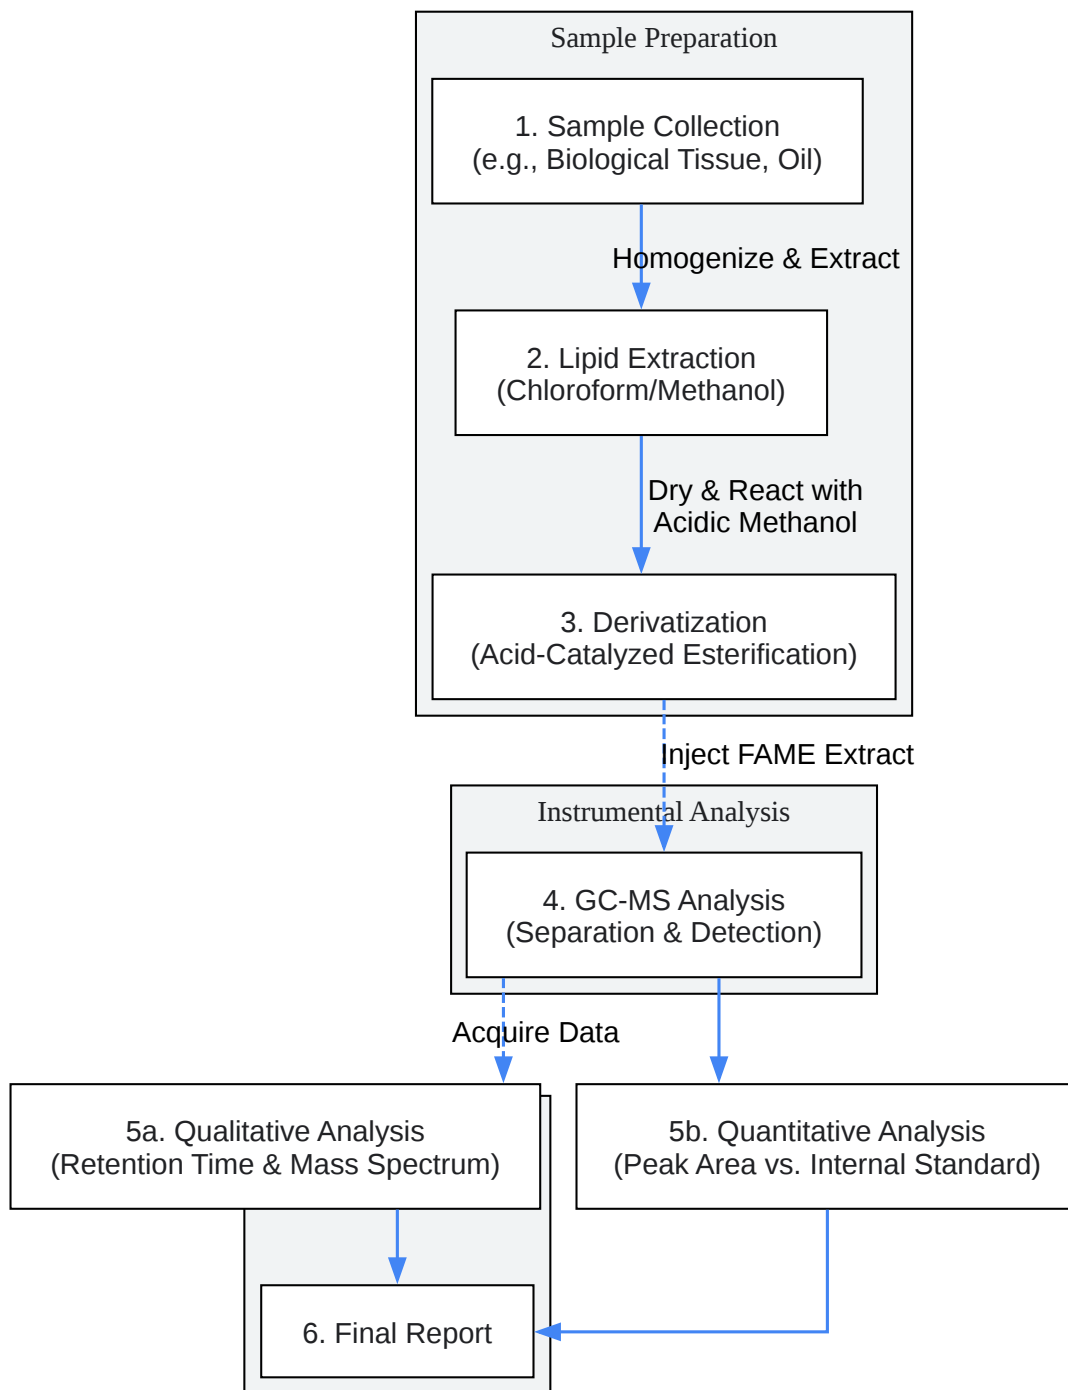 Sample Preparation
1. Sample Collection
(e.g., Biological Tissue, Oil)
Homogenize & Extract
2. Lipid Extraction
(Chloroform/Methanol)
Dry & React with
Acidic Methanol
3. Derivatization
(Acid-Catalyzed Esterification)
Inject FAME Extract
Instrumental Analysis
4. GC-MS Analysis
(Separation & Detection)
Acquire Data
5a. Qualitative Analysis
(Retention Time & Mass Spectrum)
5b. Quantitative Analysis
(Peak Area vs. Internal Standard)
6. Final Report